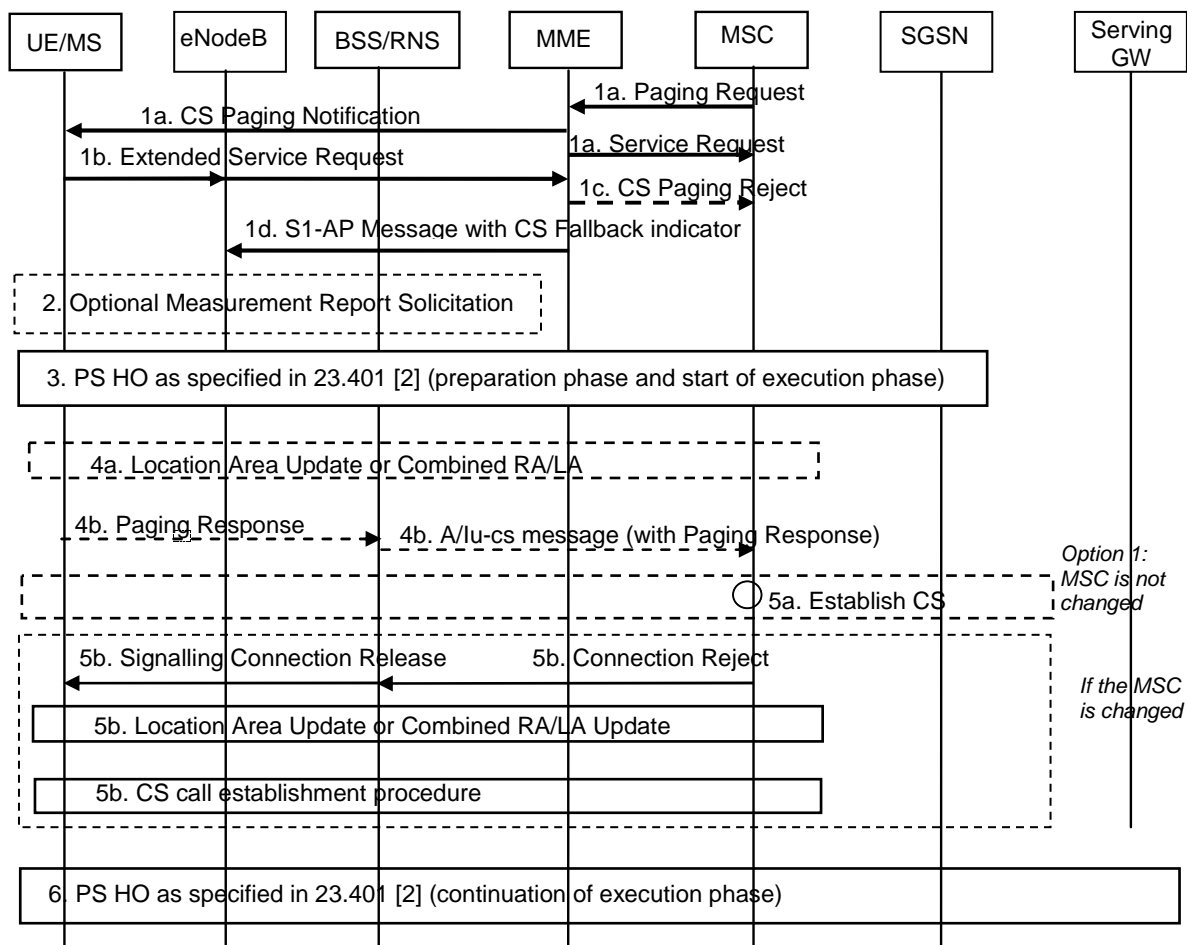 UE/MS
eNodeB
BSS/RNS
MME
MSC
SGSN
Serving
GW
1a. Paging Request
1a. CS Paging Notification
1a. Service Request
1b. Extended Service Request
1c. CS Paging Reject
1d. S1-AP Message with CS Fallback indicator
2. Optional Measurement Report Solicitation
3. PS HO as specified in 23.401 [2] (preparation phase and start of execution phase)
4a. Location Area Update or Combined RA/LA
4b. Paging Response
4b. A/Iu-cs message (with Paging Response)
Option 1:
MSC is not
changed
5a. Establish CS
5b. Signalling Connection Release
5b. Connection Reject
If the MSC
is changed
5b. Location Area Update or Combined RA/LA Update
5b. CS call establishment procedure
6. PS HO as specified in 23.401 [2] (continuation of execution phase)